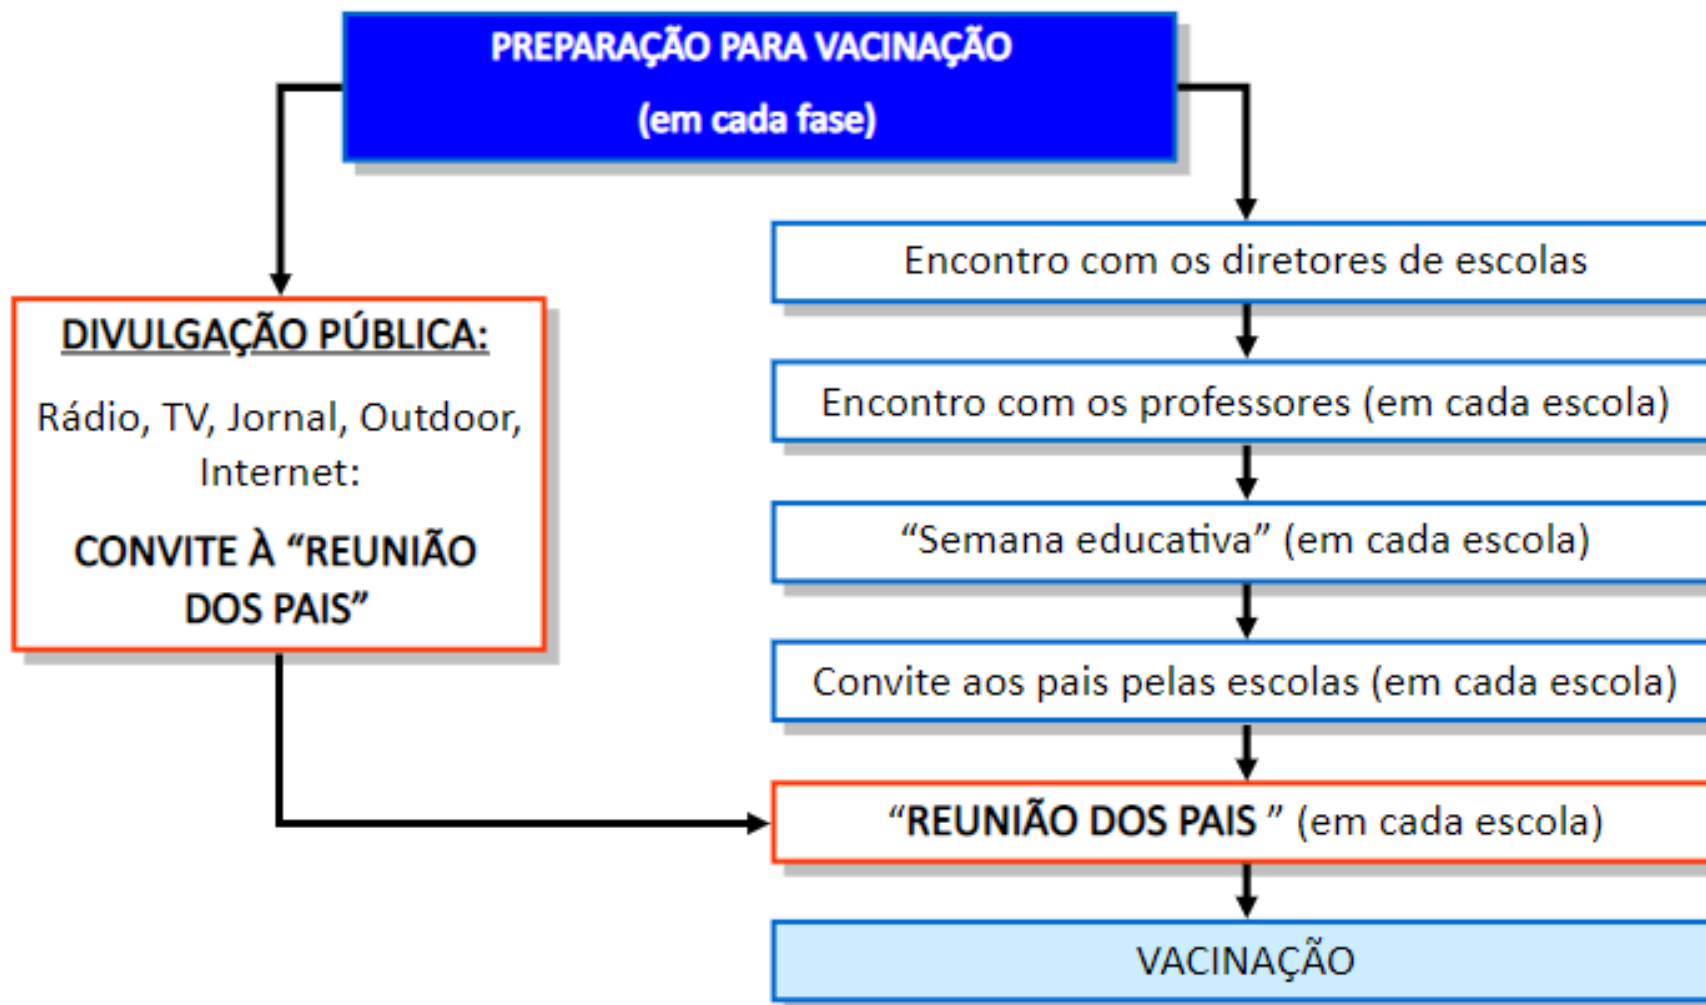 PREPARAÇÃO PARA VACINAÇÃO
(em cada fase)
DIVULGAÇÃO PÚBLICA:
Rádio, TV, Jornal, Outdoor,
Internet:
CONVITE À “REUNIÃO
DOS PAIS”
Encontro com os diretores de escolas
Encontro com os professores (em cada escola)
“Semana educativa” (em cada escola)
Convite aos pais pelas escolas (em cada escola)
“REUNIÃO DOS PAIS ” (em cada escola)
VACINAÇÃO